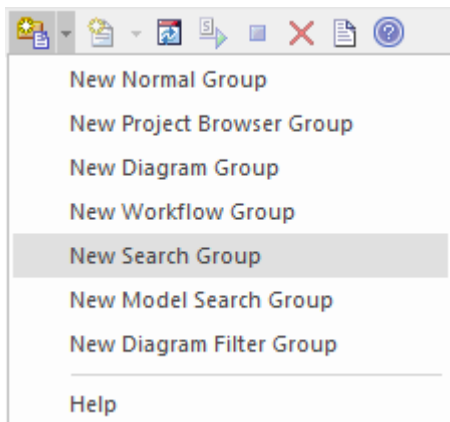 S
?
New Normal Group
New Project Browser Group
New Diagram Group
New Workflow Group
New Search Group
New Model Search Group
New Diagram Filter Group
Help